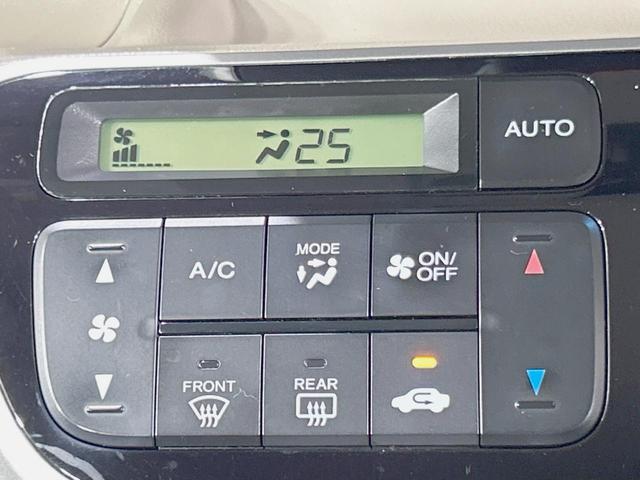 25
AUTO
A/C
MODE
ON/
OFF
FRONT
REAR